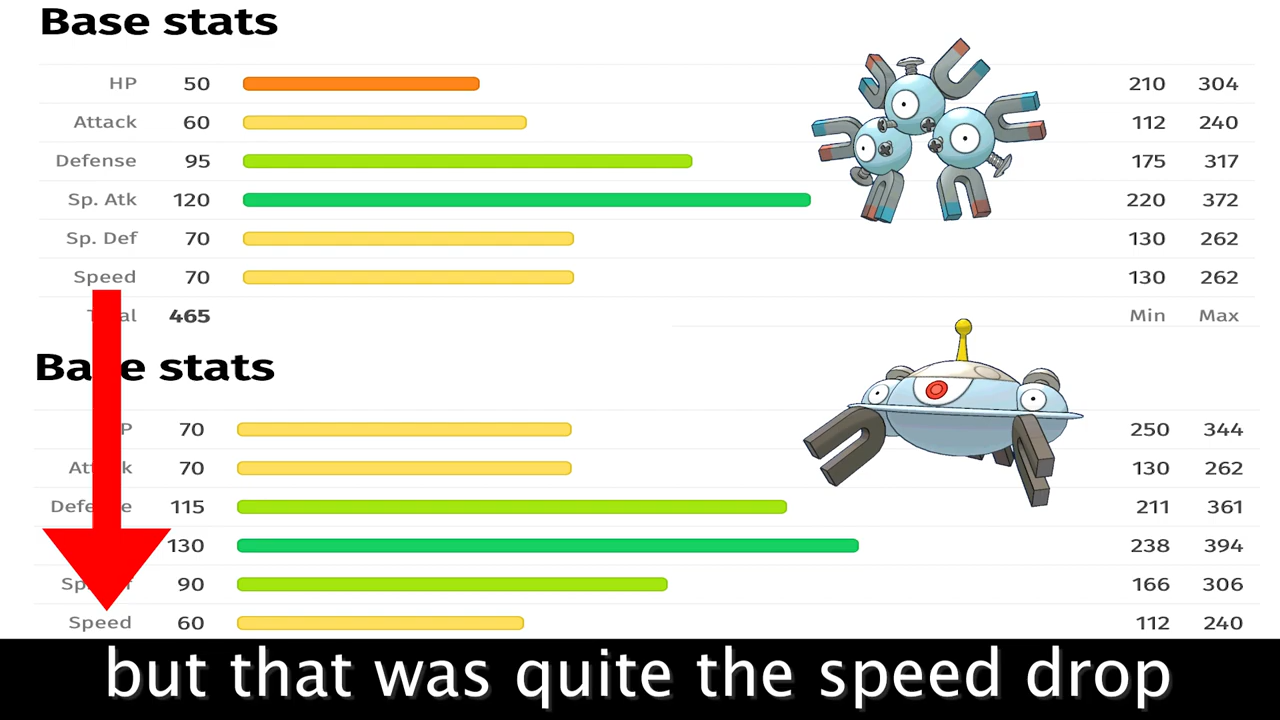 Base stats
HP 50 210 304
Attack 60 112 240
Defense 95 175 317
Sp. Atk 120 220 372
Sp. Def 70 130 262
Speed 70 130 262
465 Min Max
stats
70 250 344
70 130 262
115 211 361
130 238 394
90 166 306
Speed 60 112 240
but that was quite the speed drop